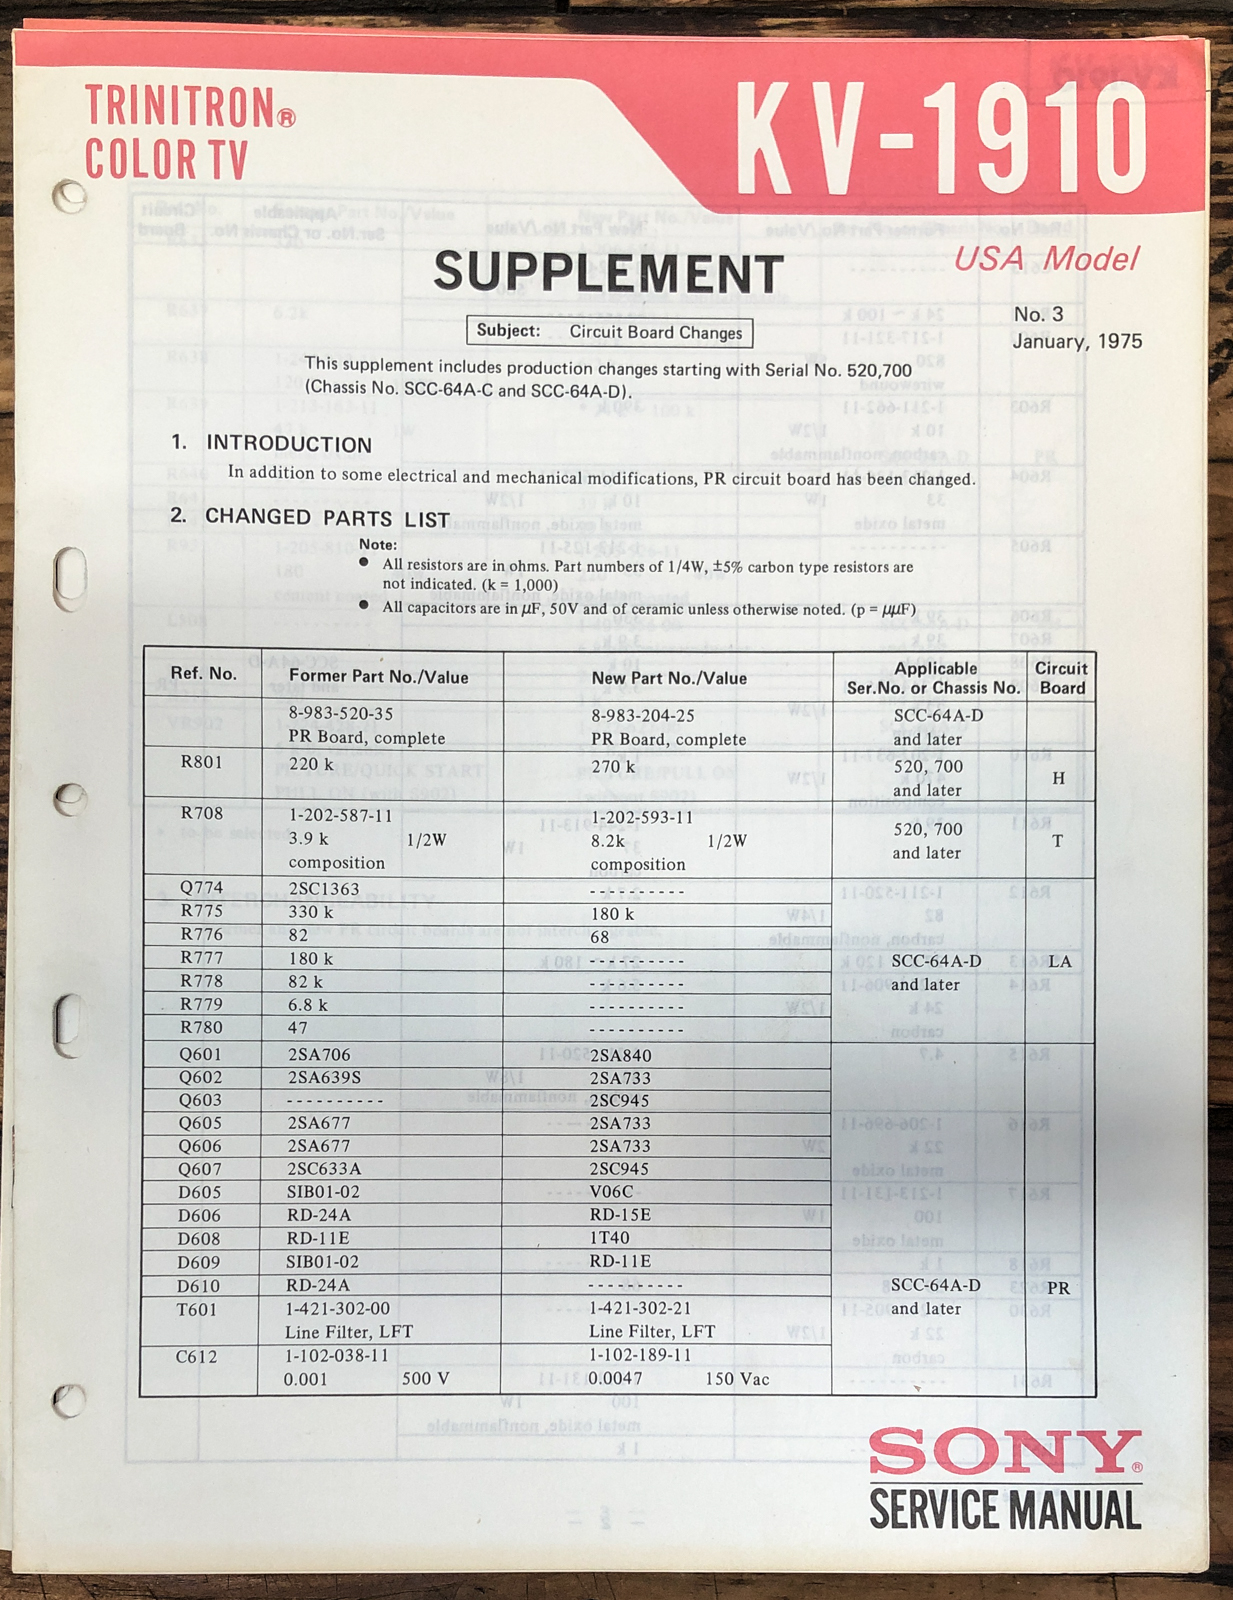 TRINITRON®
COLOR TV
KV-1910
USA Model
SUPPLEMENT
No. 3
January, 1975
Subject: Circuit Board Changes
This supplement includes production changes starting with Serial No. 520,700
(Chassis No. SCC-64A-C and SCC-64A-D).
1. INTRODUCTION
In addition to some electrical and mechanical modifications, PR circuit board has been changed.
2. CHANGED PARTS LIST
Note:
● All resistors are in ohms. Part numbers of 1/4W, ±5% carbon type resistors are
not indicated. (k = 1,000)
● All capacitors are in μF, 50V and of ceramic unless otherwise noted. (p = μμF)
Ref. No. Former Part No./Value New Part No./Value Applicable Ser.No. or Chassis No. Circuit Board
8-983-520-35 8-983-204-25 SCC-64A-D
PR Board, complete PR Board, complete and later
R801 220 k 270 k 520, 700
and later H
R708 1-202-587-11 1-202-593-11
3.9 k 1/2W 8.2k 1/2W 520, 700 T
composition composition and later
Q774 2SC1363 ----------
R775 330 k 180 k
R776 82 68
R777 180 k ---------- SCC-64A-D LA
R778 82 k ---------- and later
R779 6.8 k ----------
R780 47 ----------
Q601 2SA706 2SA840
Q602 2SA639S 2SA733
Q603 ---------- 2SC945
Q605 2SA677 2SA733
Q606 2SA677 2SA733
Q607 2SC633A 2SC945
D605 SIB01-02 V06C
D606 RD-24A RD-15E
D608 RD-11E 1T40
D609 SIB01-02 RD-11E
D610 RD-24A ---------- SCC-64A-D PR
T601 1-421-302-00 1-421-302-21 and later
Line Filter, LFT Line Filter, LFT
C612 1-102-038-11 1-102-189-11
0.001 500 V 0.0047 150 Vac
SONY®
SERVICE MANUAL